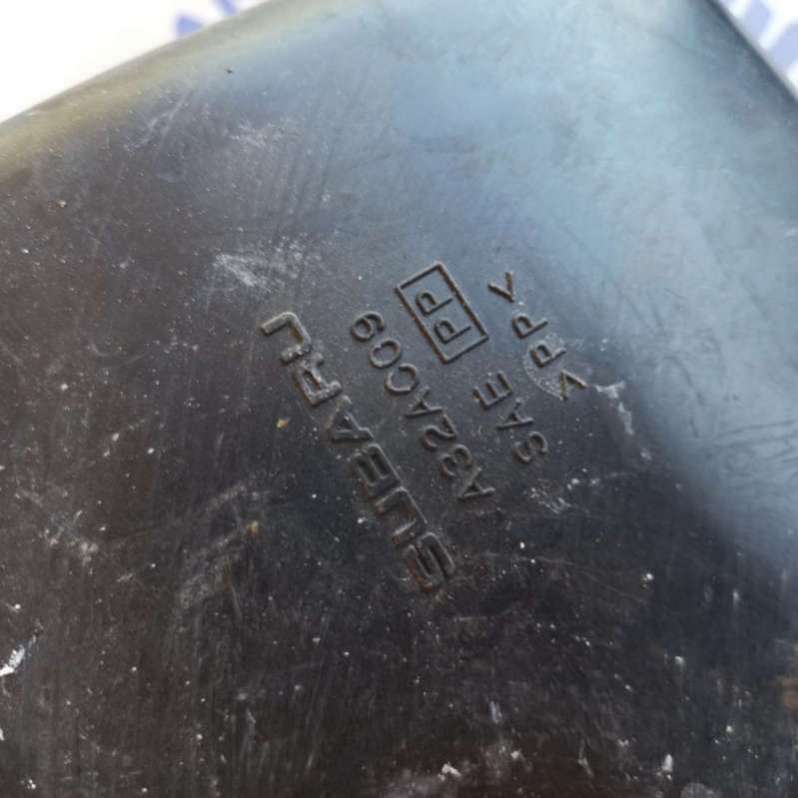 SUBARU
A32AC09
SAE PP
>PP<